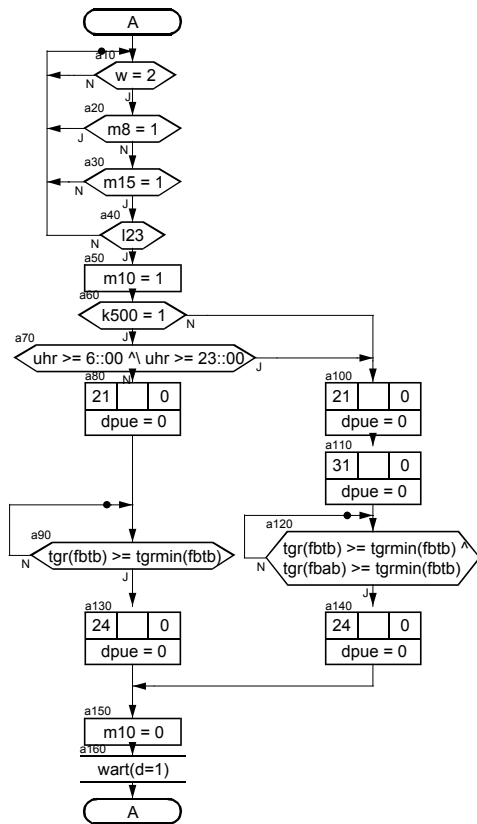 A
a10
w = 2
N
J
a20
m8 = 1
J
N
a30
m15 = 1
N
J
a40
l23
N
J
a50
m10 = 1
a60
k500 = 1
N
J
a70
uhr >= 6::00 ^\ uhr >= 23::00
J
N
a80
21 0
dpue = 0
a100
21 0
dpue = 0
a110
31 0
dpue = 0
a90
tgr(fbtb) >= tgrmin(fbtb)
N
J
a120
tgr(fbtb) >= tgrmin(fbtb) ^
tgr(fbab) >= tgrmin(fbtb)
N
J
a130
24 0
dpue = 0
a140
24 0
dpue = 0
a150
m10 = 0
a160
wart(d=1)
A